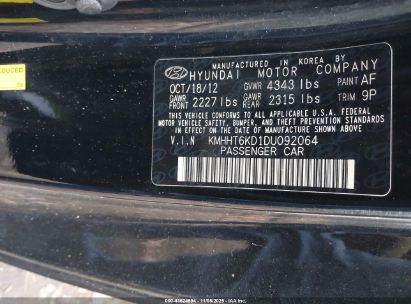 MANUFACTURED IN KOREA BY
HYUNDAI MOTOR COMPANY
OCT/18/12 GVWR 4343 lbs PAINT AF
GAWR FRONT 2227 lbs GAWR REAR 2315 lbs TRIM 9P
THIS VEHICLE CONFORMS TO ALL APPLICABLE FEDERAL
MOTOR VEHICLE SAFETY, BUMPER, AND THEFT PREVENTION STANDARDS
IN EFFECT ON THE DATE OF MANUFACTURE SHOWN ABOVE.
V.I.N KMHHT6KD1DU092064
PASSENGER CAR